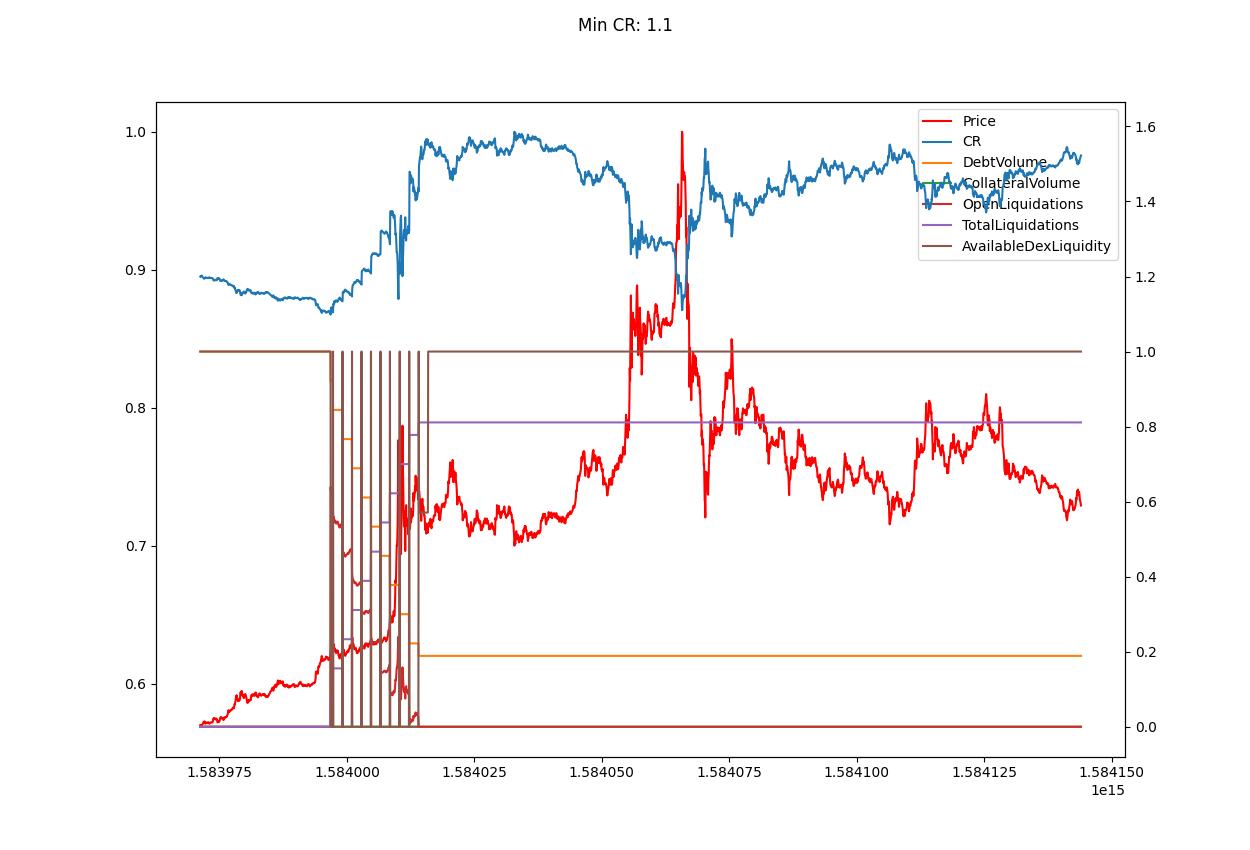 Min CR: 1.1
1.0
0.9
0.8
0.7
0.6
1.6
1.4
1.2
1.0
0.8
0.6
0.4
0.2
0.0
Price
CR
DebtVolume
CollateralVolume
OpenLiquidations
TotalLiquidations
AvailableDexLiquidity
1.583975 1.584000 1.584025 1.584050 1.584075 1.584100 1.584125 1.584150
1e15